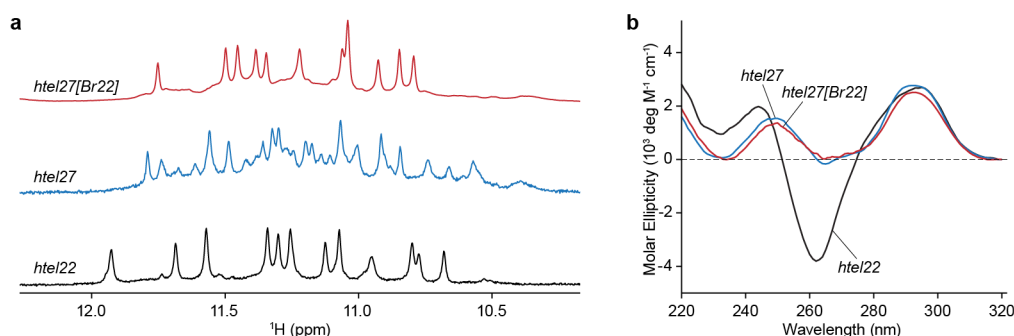 a
htel27[Br22]
htel27
htel22
12.0 11.5 11.0 10.5
¹H (ppm)
b
Molar Ellipticity (10³ deg M⁻¹ cm⁻¹)
4
2
0
-2
-4
htel27
htel27[Br22]
htel22
220 240 260 280 300 320
Wavelength (nm)